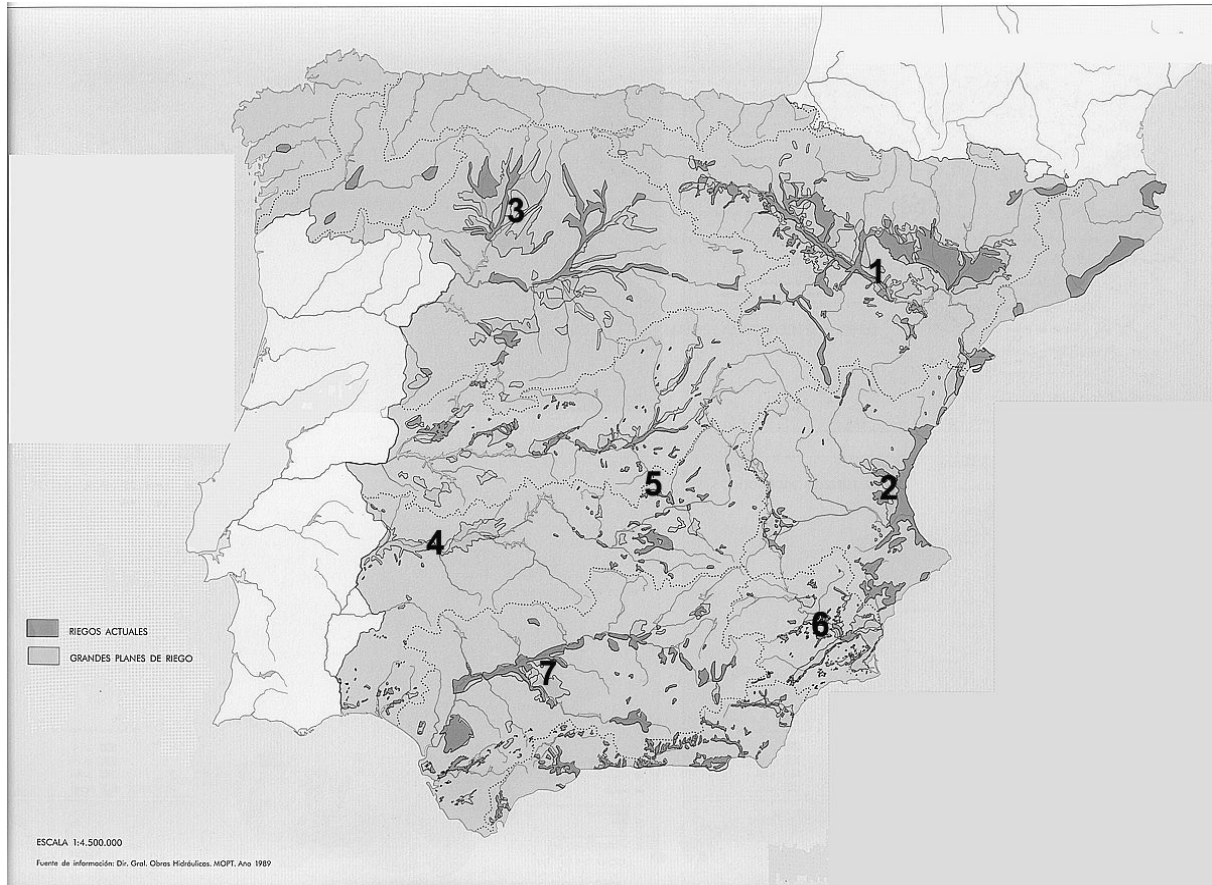 3
1
2
5
4
6
7
RIEGOS ACTUALES
GRANDES PLANES DE RIEGO
ESCALA 1:4.500.000
Fuente de información: Dir. Gral. Obras Hidráulicas. MOPT. Ano 1989